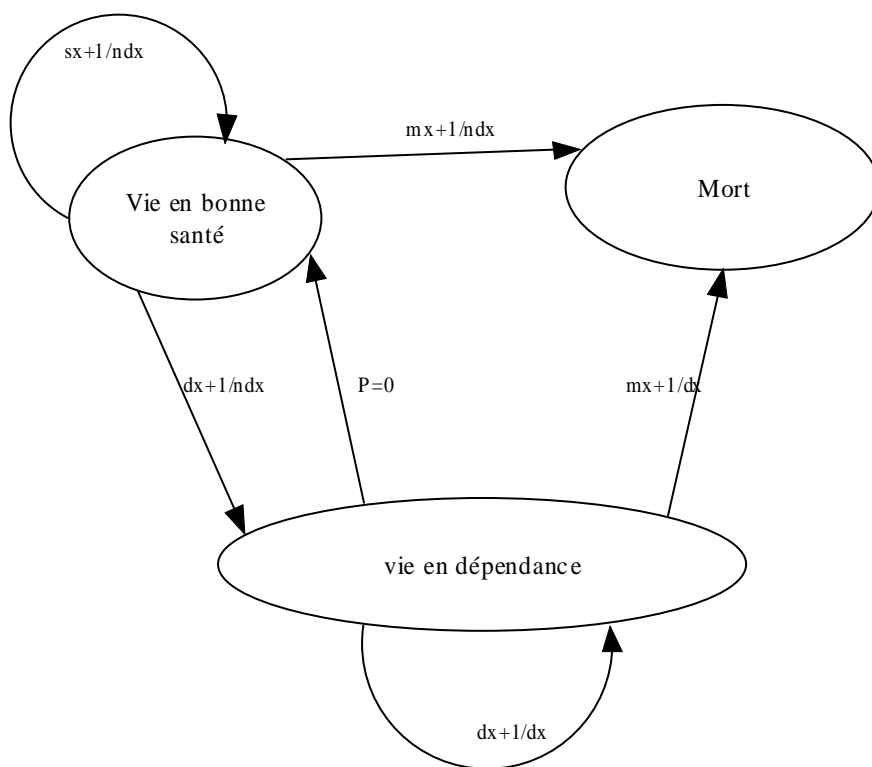 sx+1/ndx
mx+1/ndx
Vie en bonne
santé
Mort
dx+1/ndx
P=0
mx+1/dx
vie en dépendance
dx+1/dx